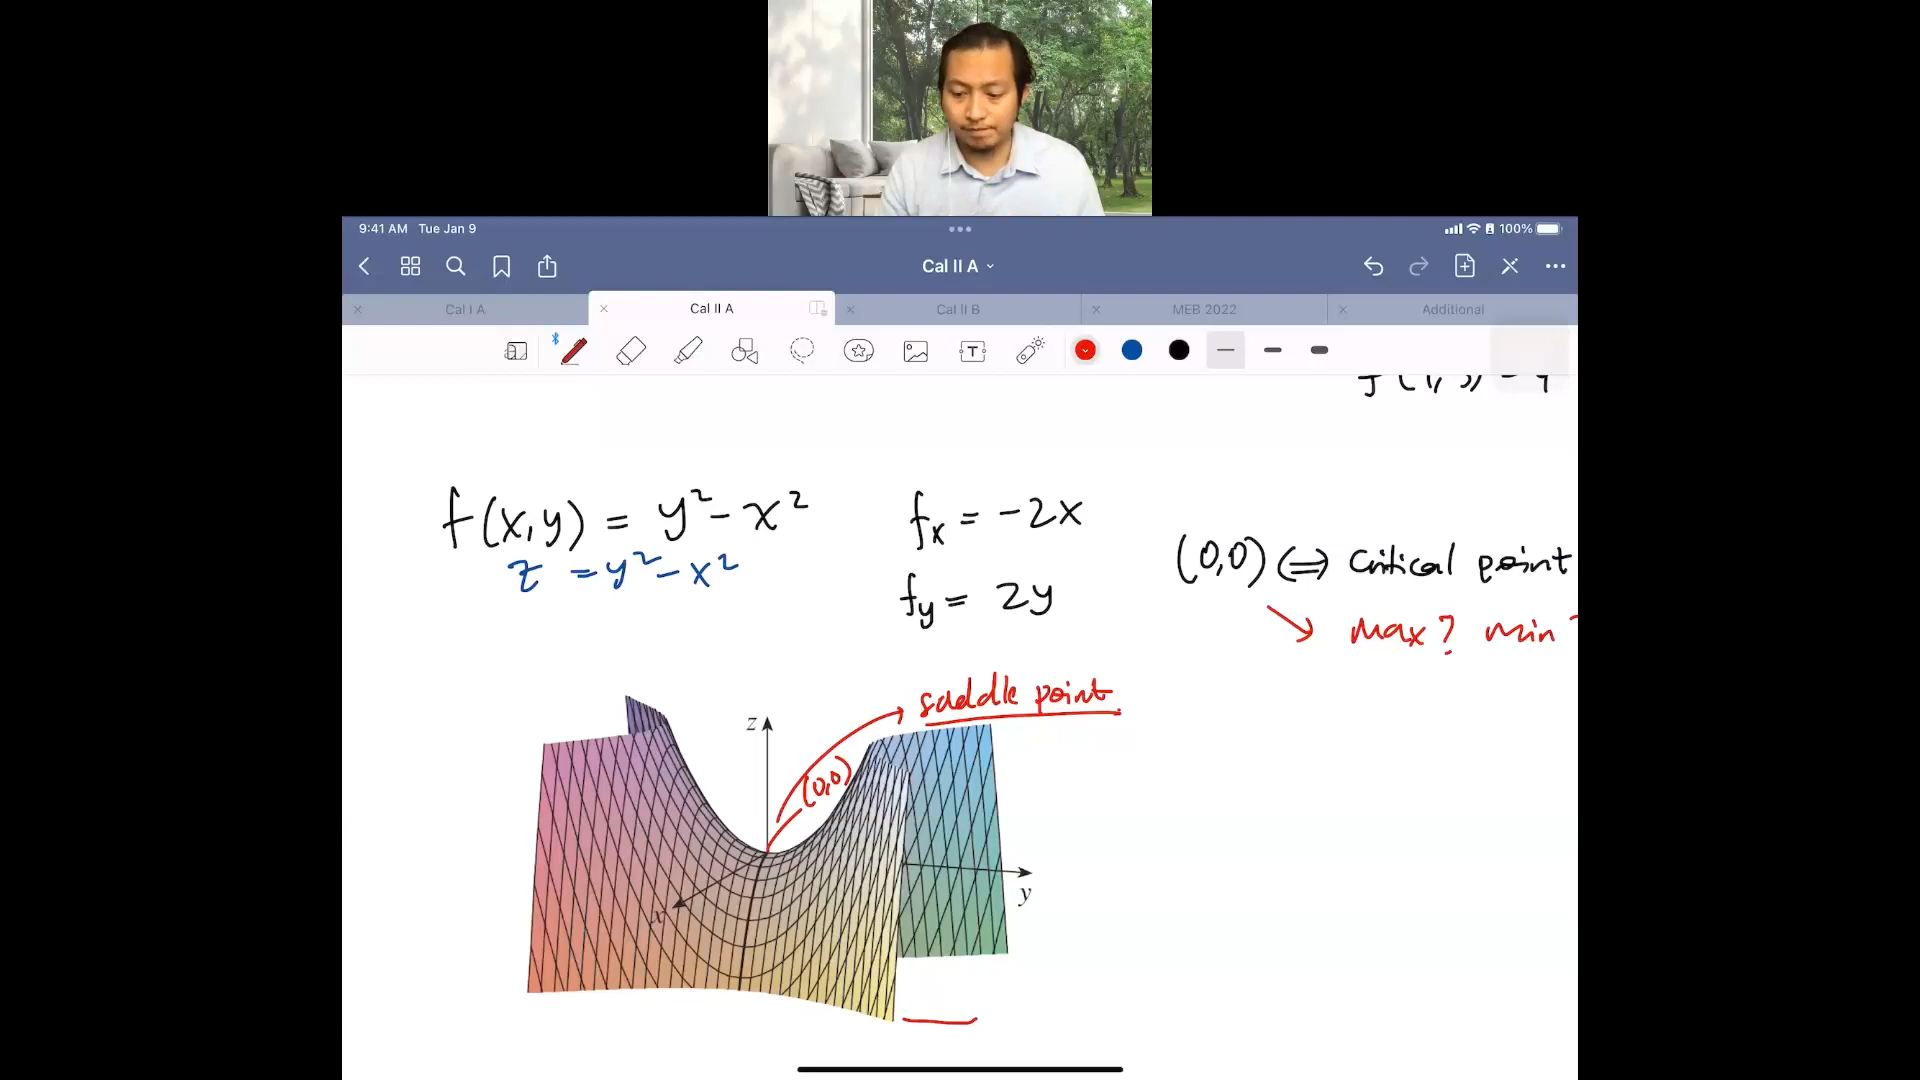 9:41 AM Tue Jan 9
100%
Cal II A
Cal I A
Cal II A
Cal II B
MEB 2022
Additional
T
f(x,y) = y²-x²
z = y²-x²
fx = -2x
fy = 2y
(0,0) ⟺ Critical point
↘ max? min
saddle point
(0,0)
z
y
x